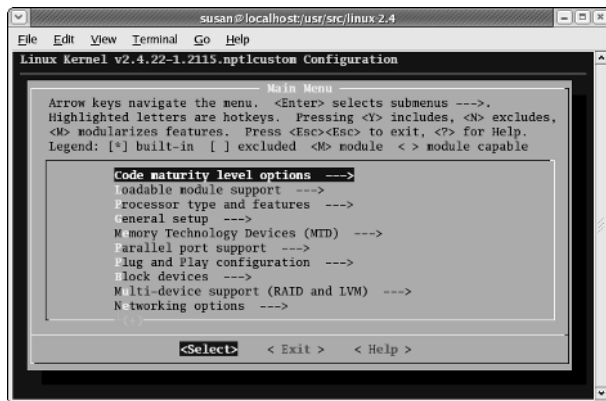 susan@localhost:/usr/src/linux-2.4
File Edit View Terminal Go Help
Linux Kernel v2.4.22-1.2115.nptlcustom Configuration
Main Menu
Arrow keys navigate the menu. <Enter> selects submenus --->.
Highlighted letters are hotkeys. Pressing <Y> includes, <N> excludes,
<M> modularizes features. Press <Esc><Esc> to exit, <?> for Help.
Legend: [*] built-in [ ] excluded <M> module < > module capable
Code maturity level options --->
Loadable module support --->
Processor type and features --->
General setup --->
Memory Technology Devices (MTD) --->
Parallel port support --->
Plug and Play configuration --->
Block devices --->
Multi-device support (RAID and LVM) --->
Networking options --->
<Select> < Exit > < Help >